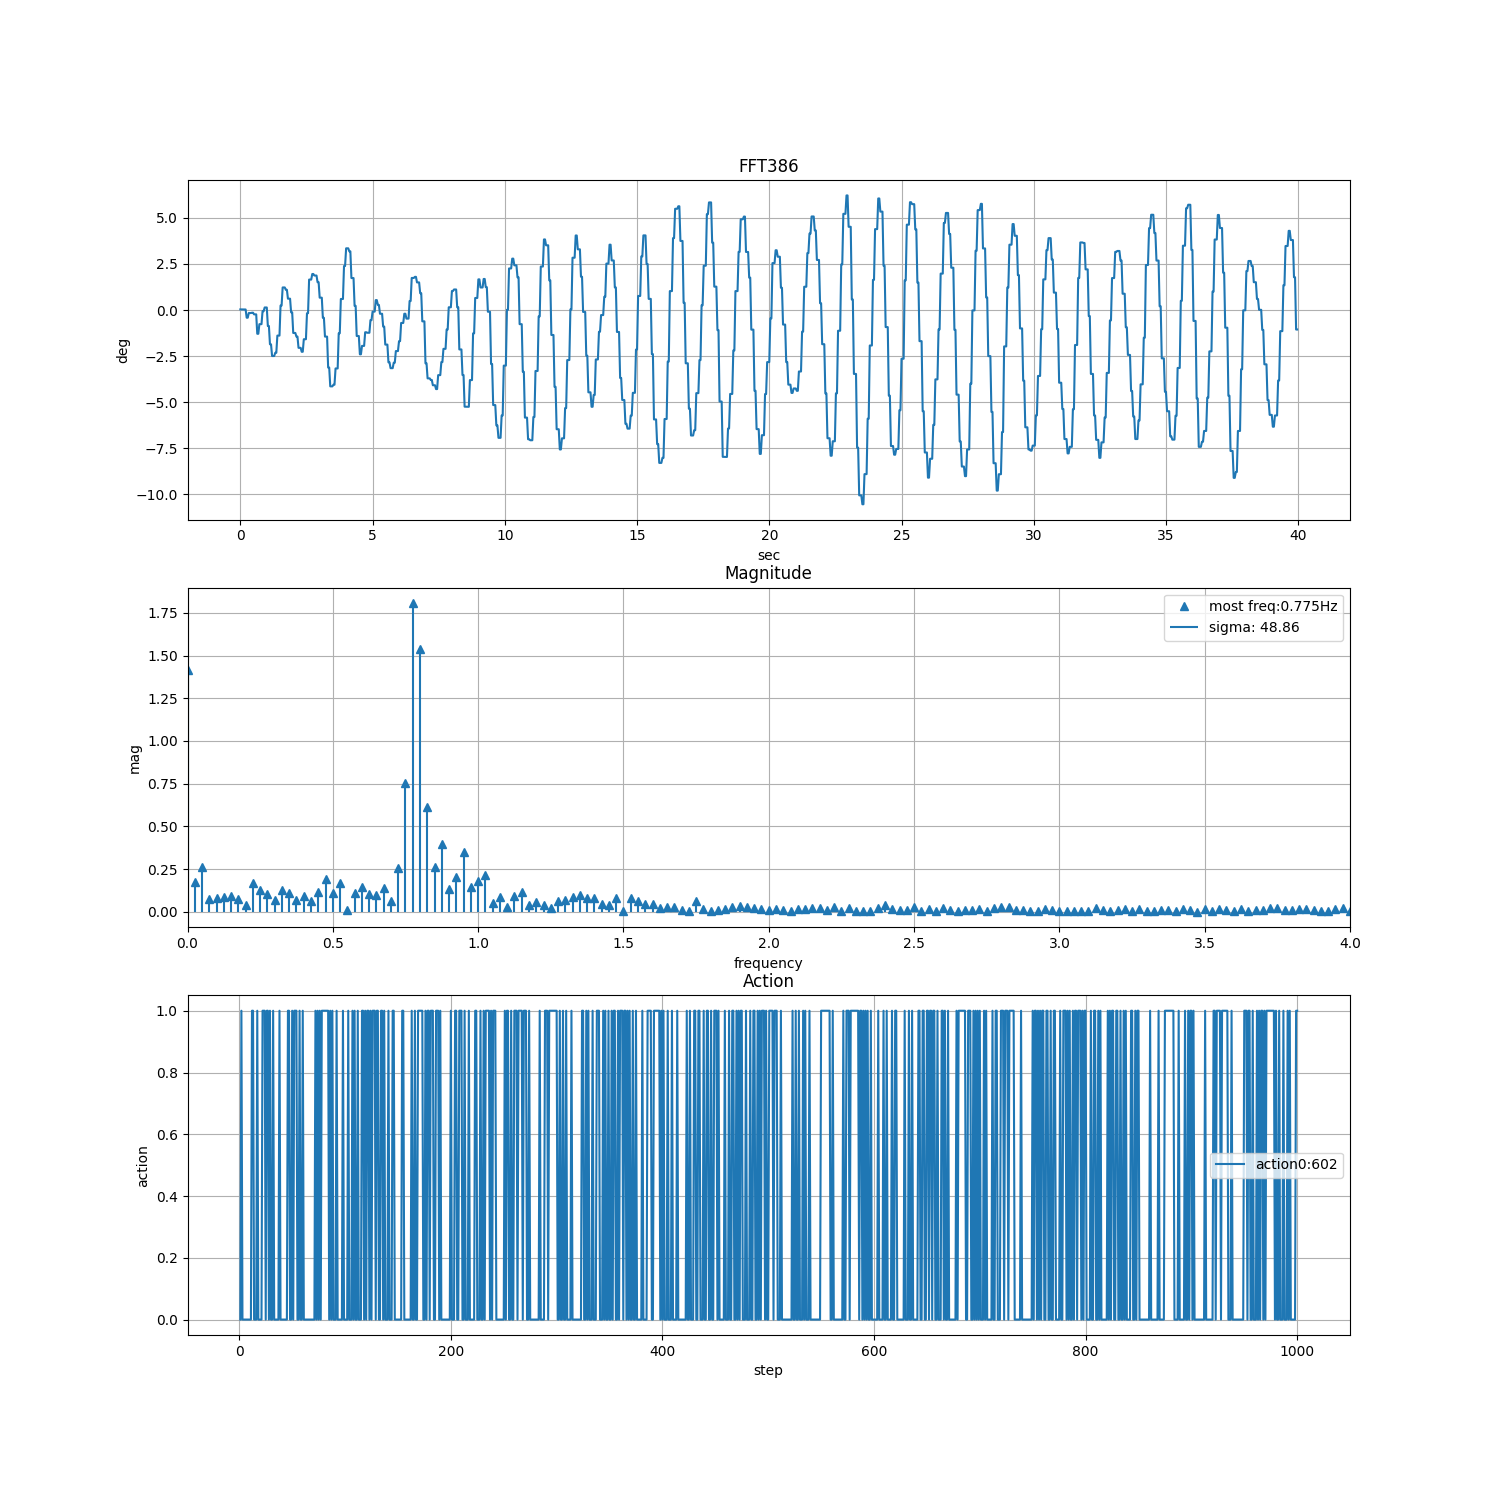 FFT386
5.0
2.5
0.0
−2.5
−5.0
−7.5
−10.0
deg
0 5 10 15 20 25 30 35 40
sec
Magnitude
most freq:0.775Hz
sigma: 48.86
1.75
1.50
1.25
1.00
0.75
0.50
0.25
0.00
mag
0.0 0.5 1.0 1.5 2.0 2.5 3.0 3.5 4.0
frequency
Action
1.0
0.8
0.6
0.4
0.2
0.0
action
action0:602
0 200 400 600 800 1000
step